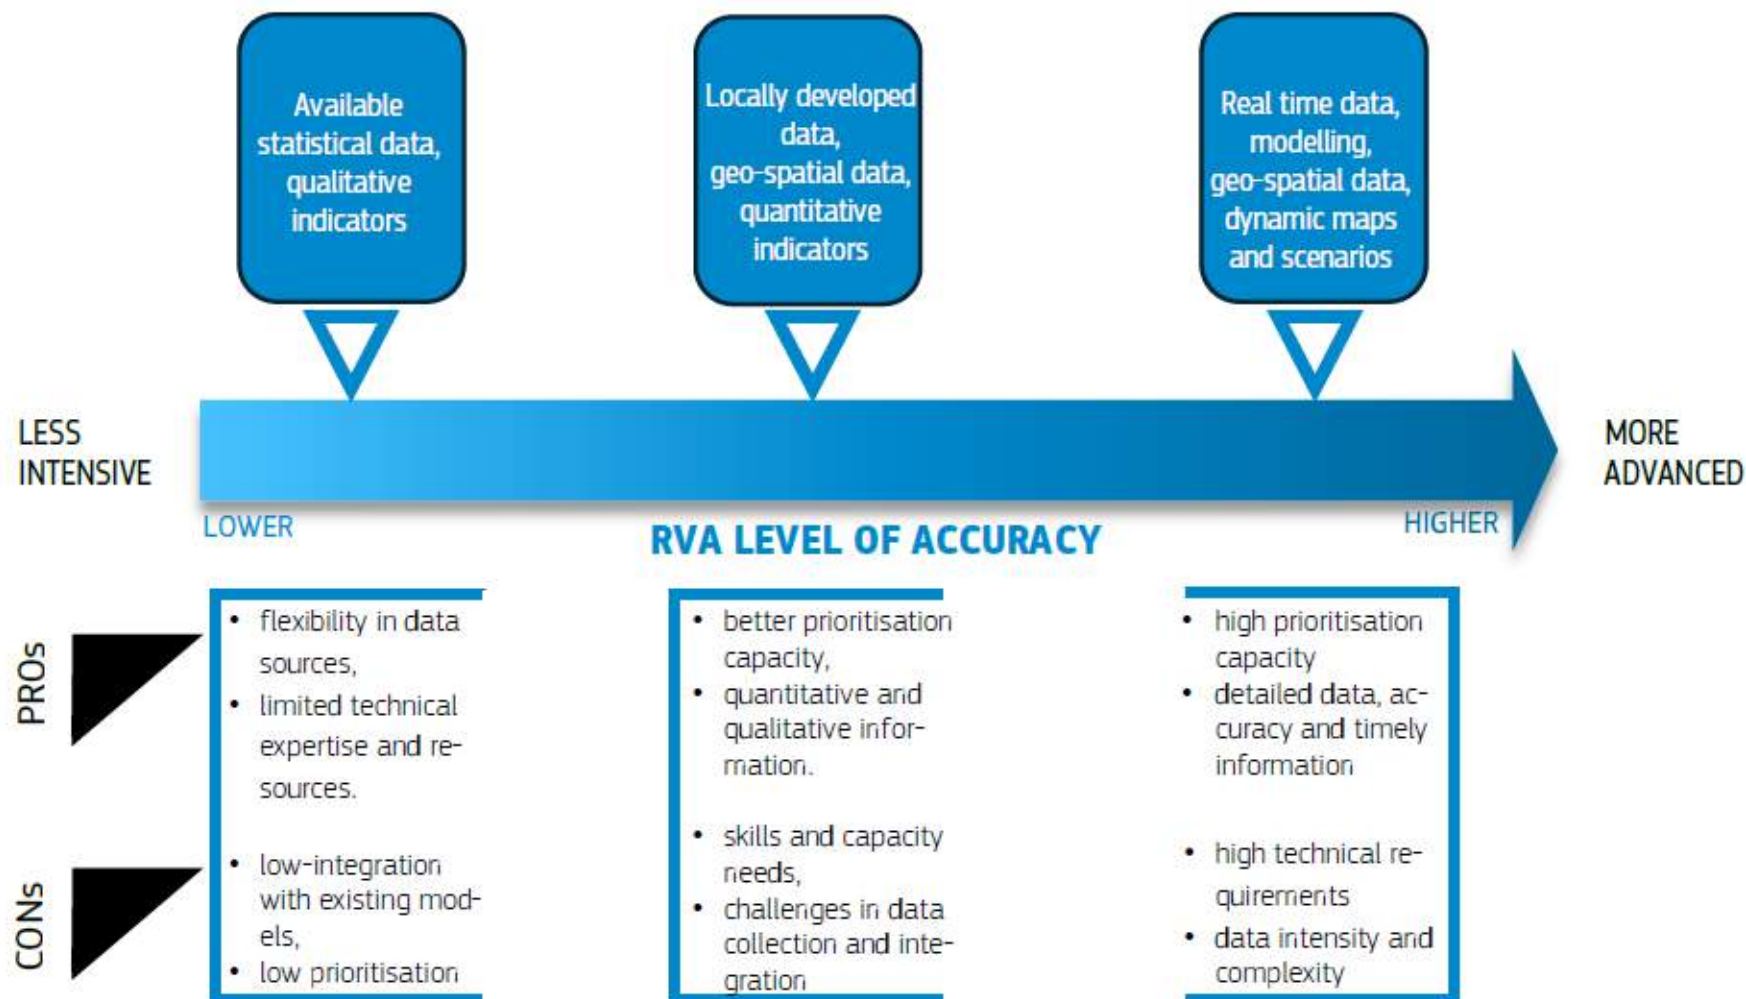 Available
statistical data,
qualitative
indicators
Locally developed
data,
geo-spatial data,
quantitative
indicators
Real time data,
modelling,
geo-spatial data,
dynamic maps
and scenarios
LESS
INTENSIVE
MORE
ADVANCED
LOWER
RVA LEVEL OF ACCURACY
HIGHER
PROs
• flexibility in data
sources,
• limited technical
expertise and re-
sources.
• better prioritisation
capacity,
• quantitative and
qualitative infor-
mation.
• high prioritisation
capacity
• detailed data, ac-
curacy and timely
information
CONs
• low-integration
with existing mod-
els,
• low prioritisation
• skills and capacity
needs,
• challenges in data
collection and inte-
gration
• high technical re-
quirements
• data intensity and
complexity